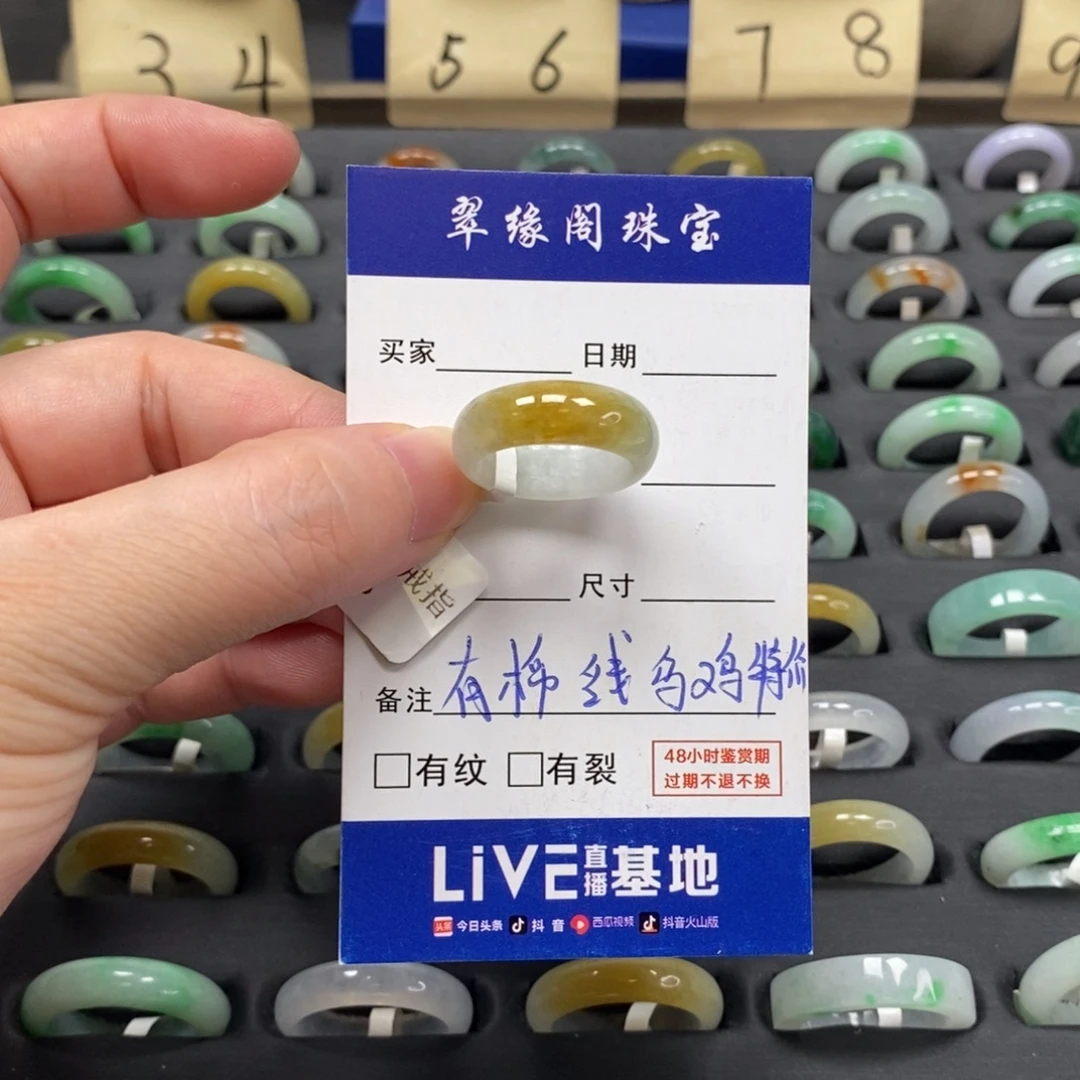 3 4
5 6
7 8
9
翠缘阁珠宝
买家 日期
尺寸
戒指
备注 有棉线乌鸡特价
□有纹 □有裂
48小时鉴赏期
过期不退不换
LiVE直播基地
头条 今日头条 抖音 西瓜视频 抖音火山版